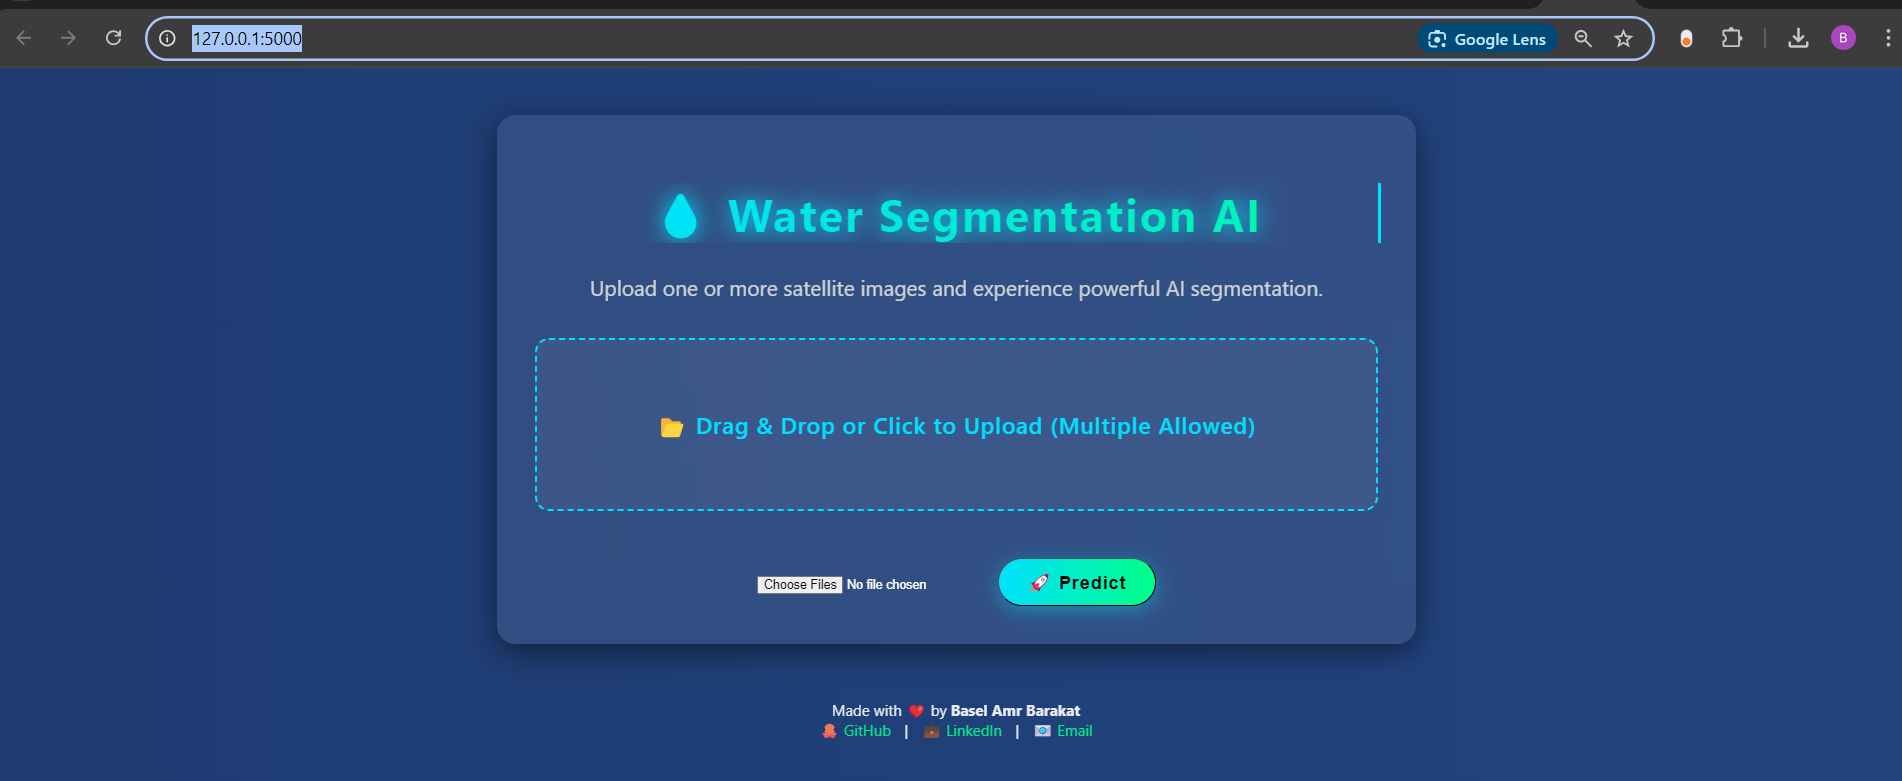 127.0.0.1:5000
Google Lens
B
Water Segmentation AI
Upload one or more satellite images and experience powerful AI segmentation.
Drag & Drop or Click to Upload (Multiple Allowed)
Choose Files No file chosen
Predict
Made with ❤️ by Basel Amr Barakat
GitHub | LinkedIn | Email